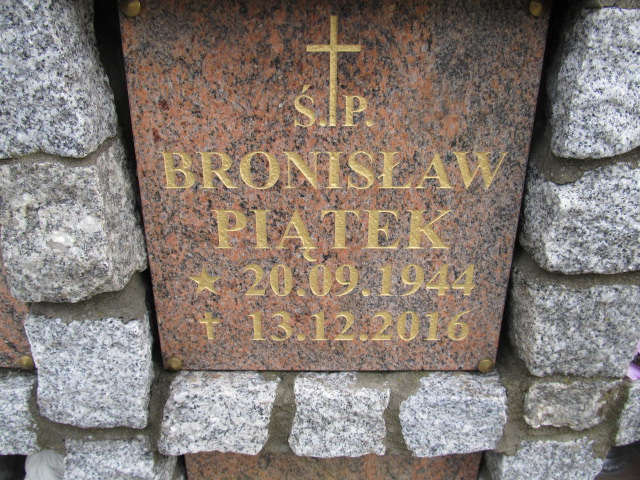 Ś.P.
BRONISŁAW
PIĄTEK
★ 20.09.1944
✝ 13.12.2016